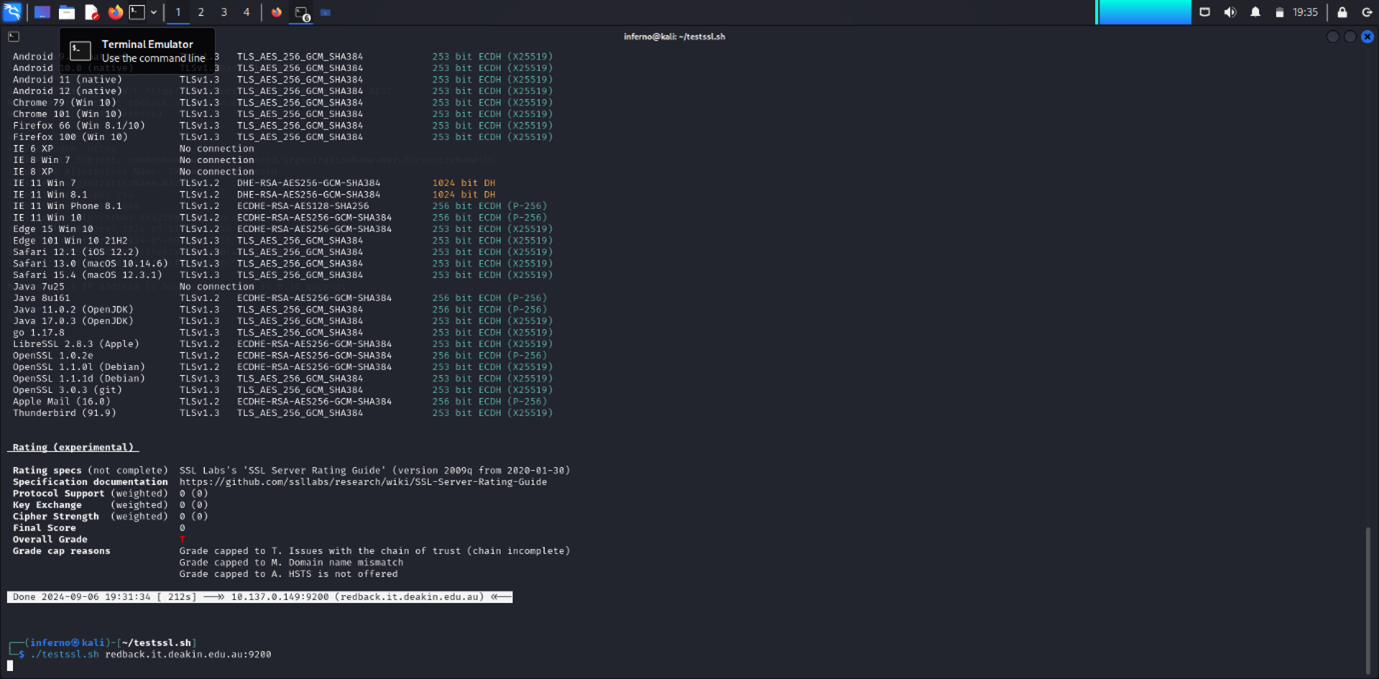 1 2 3 4 6 19:35
inferno@kali: ~/testssl.sh
Terminal Emulator
Use the command line
Android 9 TLSv1.3 TLS_AES_256_GCM_SHA384 253 bit ECDH (X25519)
Android 10.0 (native) TLSv1.3 TLS_AES_256_GCM_SHA384 253 bit ECDH (X25519)
Android 11 (native) TLSv1.3 TLS_AES_256_GCM_SHA384 253 bit ECDH (X25519)
Android 12 (native) TLSv1.3 TLS_AES_256_GCM_SHA384 253 bit ECDH (X25519)
Chrome 79 (Win 10) TLSv1.3 TLS_AES_256_GCM_SHA384 253 bit ECDH (X25519)
Chrome 101 (Win 10) TLSv1.3 TLS_AES_256_GCM_SHA384 253 bit ECDH (X25519)
Firefox 66 (Win 8.1/10) TLSv1.3 TLS_AES_256_GCM_SHA384 253 bit ECDH (X25519)
Firefox 100 (Win 10) TLSv1.3 TLS_AES_256_GCM_SHA384 253 bit ECDH (X25519)
IE 6 XP No connection
IE 8 Win 7 No connection
IE 8 XP No connection
IE 11 Win 7 TLSv1.2 DHE-RSA-AES256-GCM-SHA384 1024 bit DH
IE 11 Win 8.1 TLSv1.2 DHE-RSA-AES256-GCM-SHA384 1024 bit DH
IE 11 Win Phone 8.1 TLSv1.2 ECDHE-RSA-AES128-SHA256 256 bit ECDH (P-256)
IE 11 Win 10 TLSv1.2 ECDHE-RSA-AES256-GCM-SHA384 256 bit ECDH (P-256)
Edge 15 Win 10 TLSv1.2 ECDHE-RSA-AES256-GCM-SHA384 253 bit ECDH (X25519)
Edge 101 Win 10 21H2 TLSv1.3 TLS_AES_256_GCM_SHA384 253 bit ECDH (X25519)
Safari 12.1 (iOS 12.2) TLSv1.3 TLS_AES_256_GCM_SHA384 253 bit ECDH (X25519)
Safari 13.0 (macOS 10.14.6) TLSv1.3 TLS_AES_256_GCM_SHA384 253 bit ECDH (X25519)
Safari 15.4 (macOS 12.3.1) TLSv1.3 TLS_AES_256_GCM_SHA384 253 bit ECDH (X25519)
Java 7u25 No connection
Java 8u161 TLSv1.2 ECDHE-RSA-AES256-GCM-SHA384 256 bit ECDH (P-256)
Java 11.0.2 (OpenJDK) TLSv1.3 TLS_AES_256_GCM_SHA384 256 bit ECDH (P-256)
Java 17.0.3 (OpenJDK) TLSv1.3 TLS_AES_256_GCM_SHA384 253 bit ECDH (X25519)
go 1.17.8 TLSv1.3 TLS_AES_256_GCM_SHA384 253 bit ECDH (X25519)
LibreSSL 2.8.3 (Apple) TLSv1.2 ECDHE-RSA-AES256-GCM-SHA384 253 bit ECDH (X25519)
OpenSSL 1.0.2e TLSv1.2 ECDHE-RSA-AES256-GCM-SHA384 256 bit ECDH (P-256)
OpenSSL 1.1.0l (Debian) TLSv1.2 ECDHE-RSA-AES256-GCM-SHA384 253 bit ECDH (X25519)
OpenSSL 1.1.1d (Debian) TLSv1.3 TLS_AES_256_GCM_SHA384 253 bit ECDH (X25519)
OpenSSL 3.0.3 (git) TLSv1.3 TLS_AES_256_GCM_SHA384 253 bit ECDH (X25519)
Apple Mail (16.0) TLSv1.2 ECDHE-RSA-AES256-GCM-SHA384 256 bit ECDH (P-256)
Thunderbird (91.9) TLSv1.3 TLS_AES_256_GCM_SHA384 253 bit ECDH (X25519)
Rating (experimental)
Rating specs (not complete) SSL Labs's 'SSL Server Rating Guide' (version 2009q from 2020-01-30)
Specification documentation https://github.com/ssllabs/research/wiki/SSL-Server-Rating-Guide
Protocol Support (weighted) 0 (0)
Key Exchange (weighted) 0 (0)
Cipher Strength (weighted) 0 (0)
Final Score 0
Overall Grade T
Grade cap reasons Grade capped to T. Issues with the chain of trust (chain incomplete)
Grade capped to M. Domain name mismatch
Grade capped to A. HSTS is not offered
Done 2024-09-06 19:31:34 [ 212s] -->> 10.137.0.149:9200 (redback.it.deakin.edu.au) <<--
┌──(inferno㉿kali)-[~/testssl.sh]
└─$ ./testssl.sh redback.it.deakin.edu.au:9200